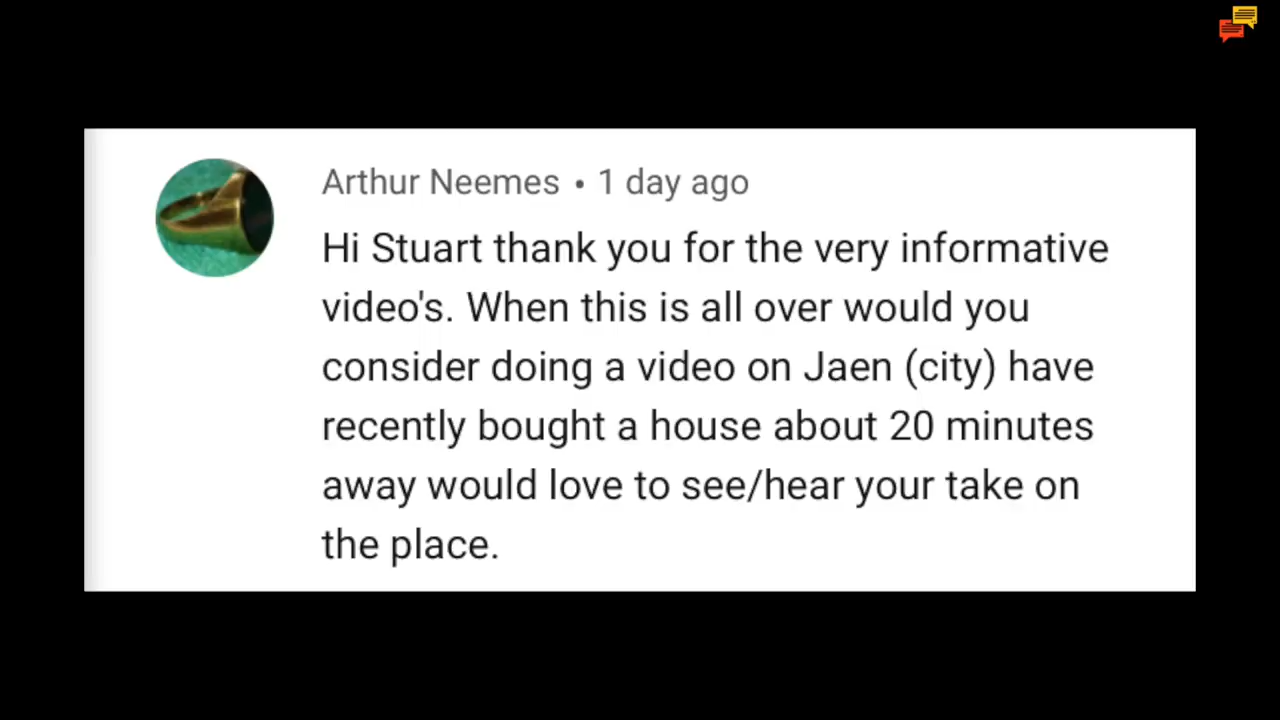 Arthur Neemes • 1 day ago
Hi Stuart thank you for the very informative
video's. When this is all over would you
consider doing a video on Jaen (city) have
recently bought a house about 20 minutes
away would love to see/hear your take on
the place.